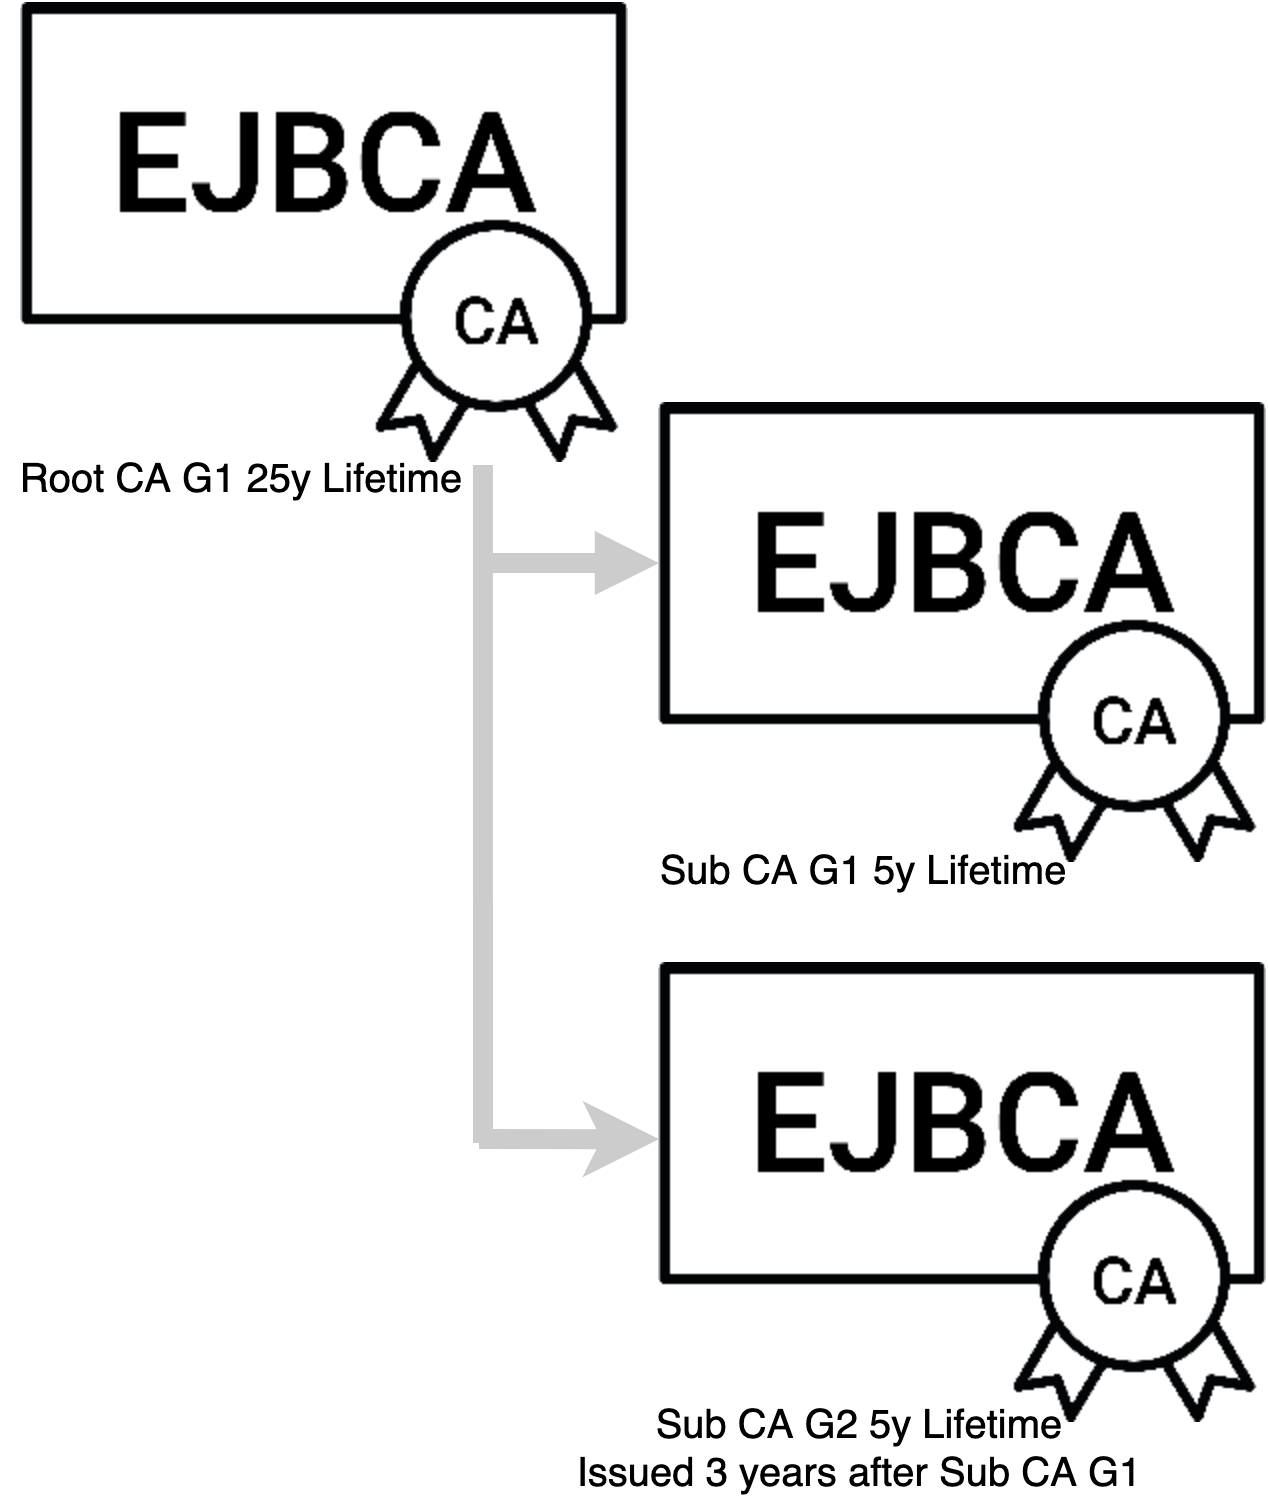 EJBCA
CA
Root CA G1 25y Lifetime
EJBCA
CA
Sub CA G1 5y Lifetime
EJBCA
CA
Sub CA G2 5y Lifetime
Issued 3 years after Sub CA G1